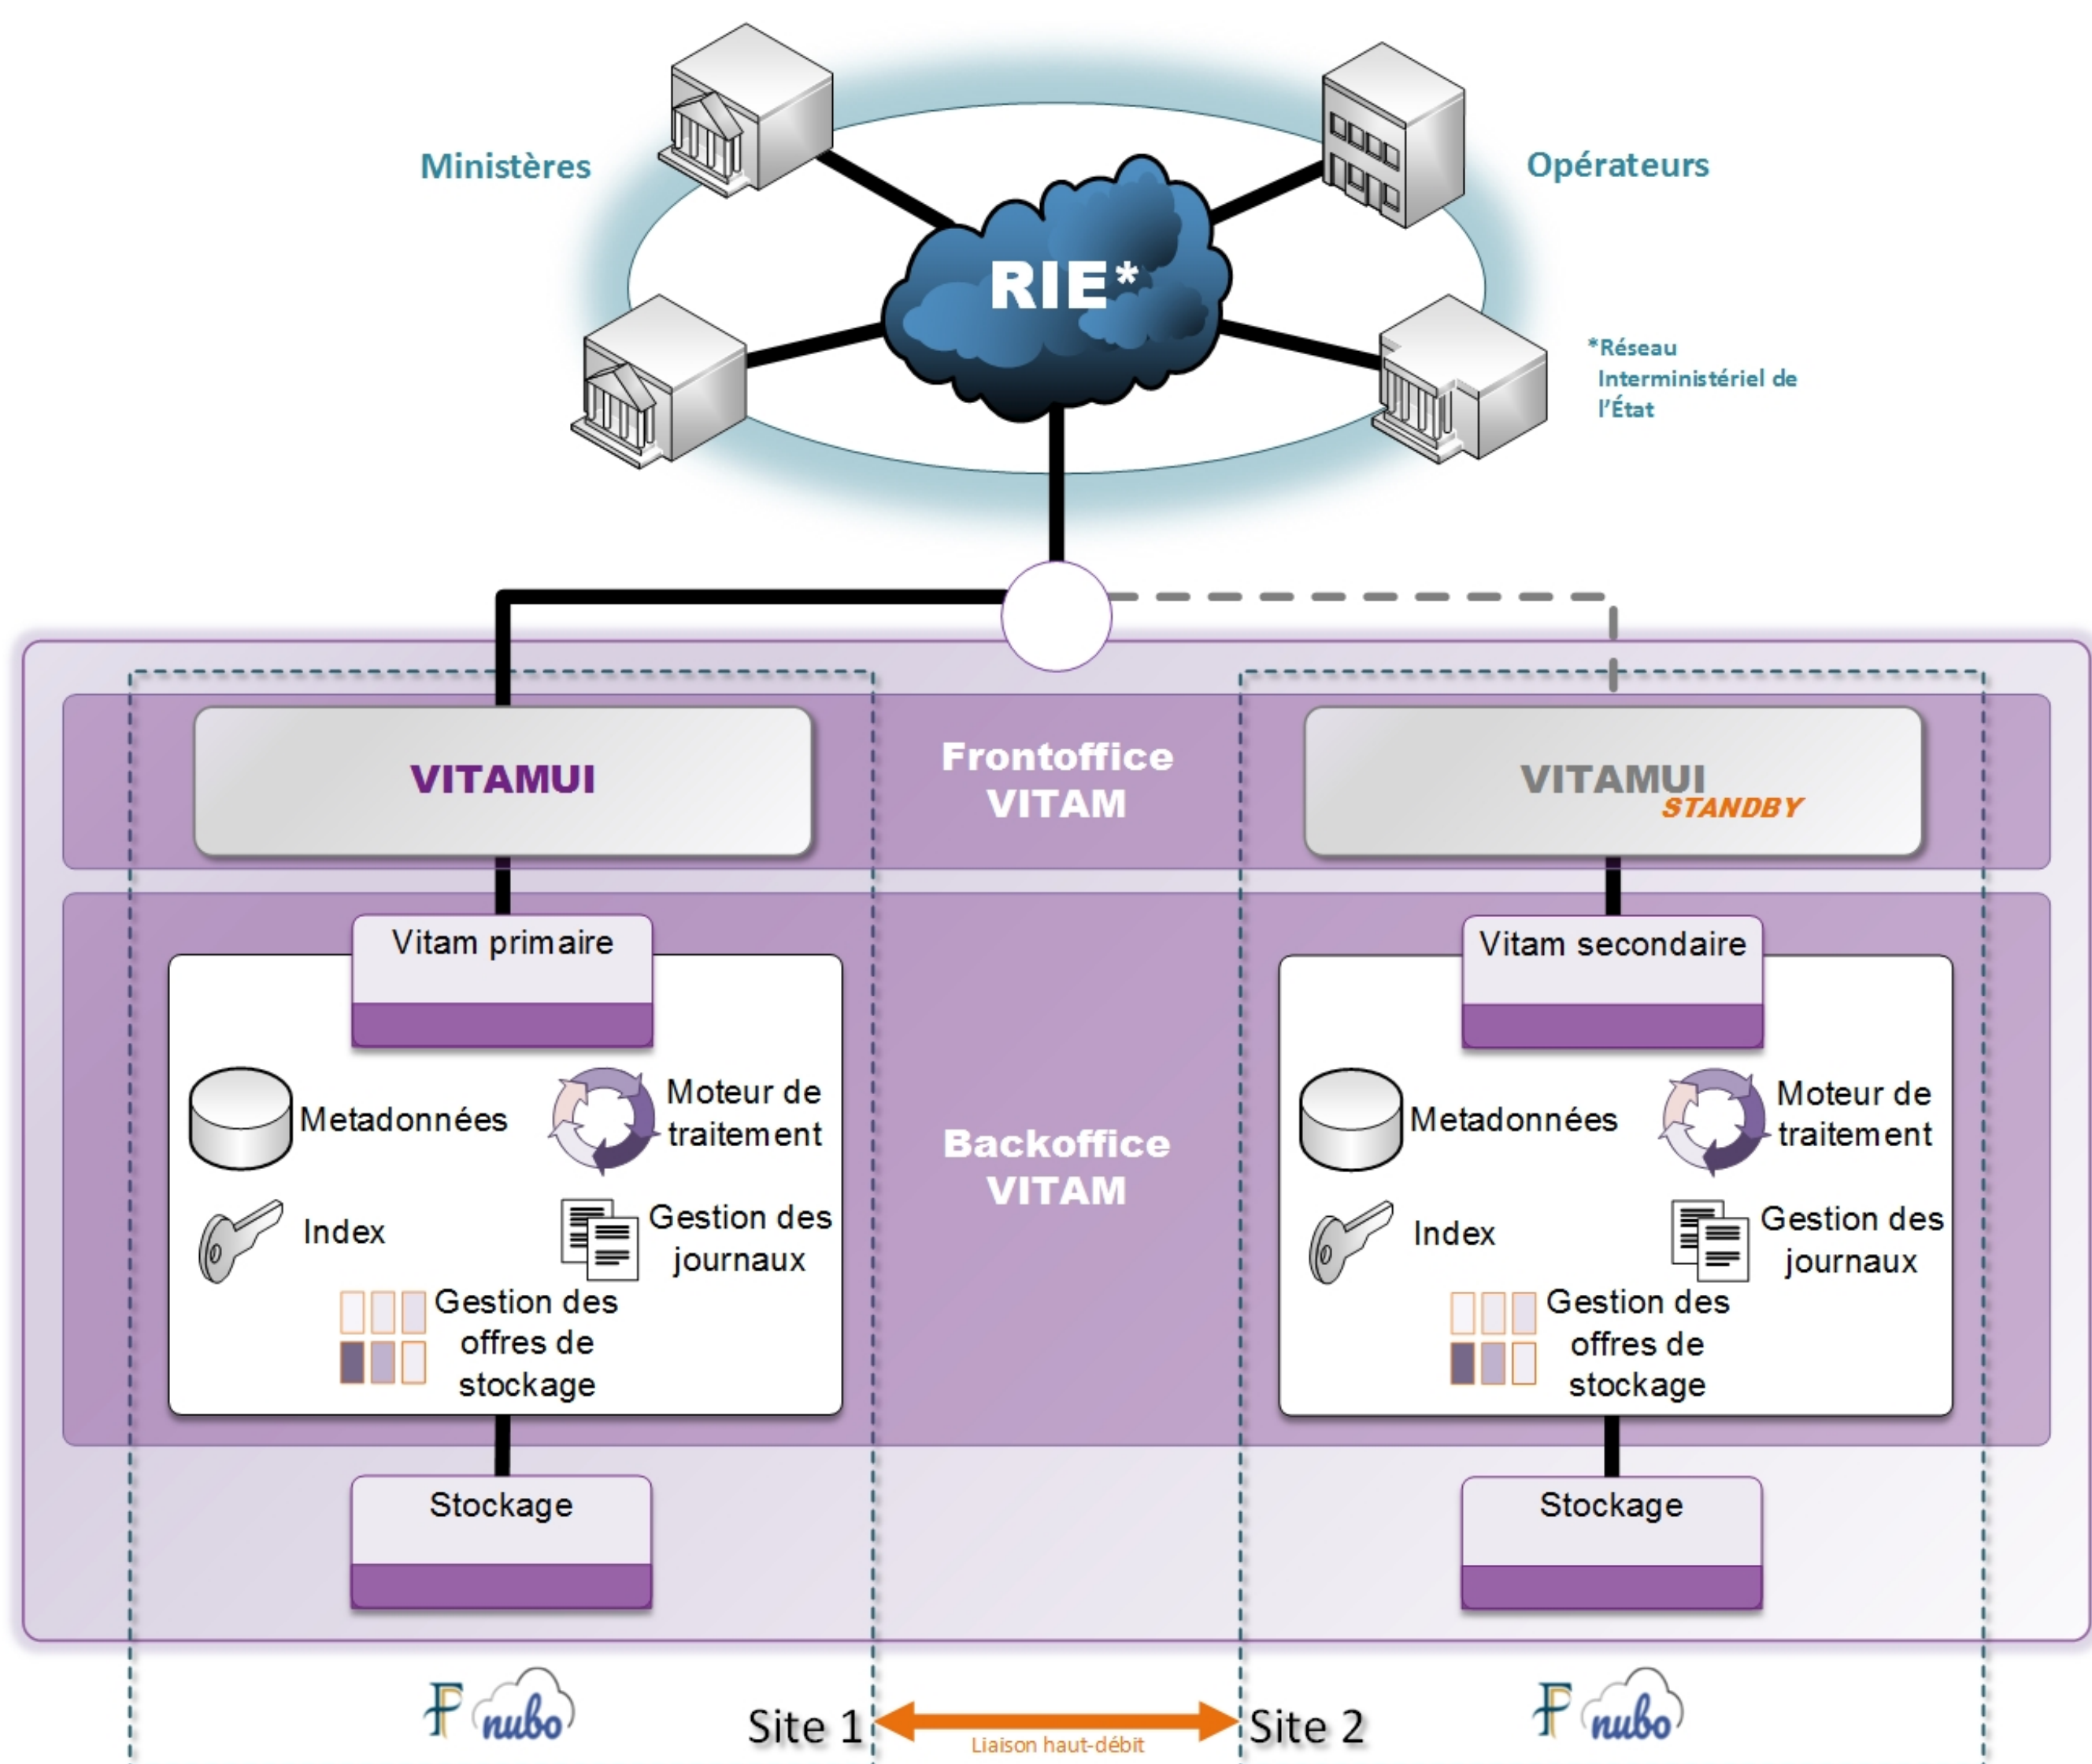 Ministères
Opérateurs
RIE*
*Réseau
Interministériel de
l'État
VITAMUI
Frontoffice
VITAM
VITAMUI
STANDBY
Vitam primaire
Metadonnées
Moteur de
traitement
Index
Gestion des
journaux
Gestion des
offres de
stockage
Backoffice
VITAM
Vitam secondaire
Metadonnées
Moteur de
traitement
Index
Gestion des
journaux
Gestion des
offres de
stockage
Stockage
Stockage
nubo
Site 1
Liaison haut-débit
Site 2
nubo